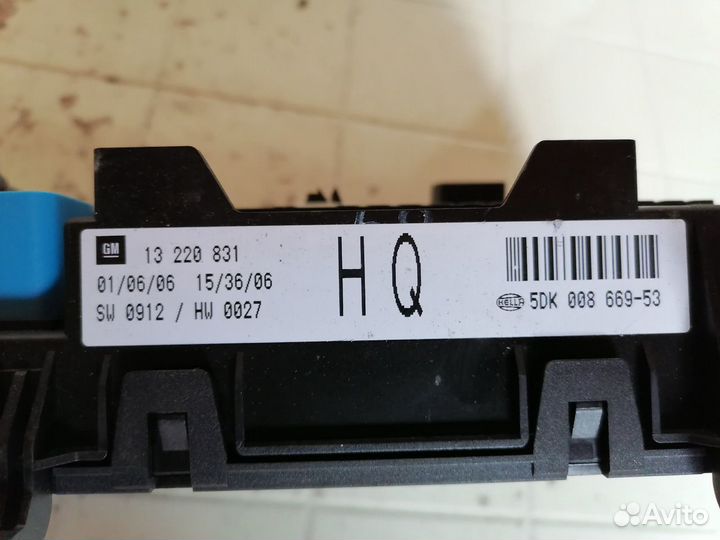 GM 13 220 831
01/06/06 15/36/06
SW 0912 / HW 0027
HQ
HELLA 5DK 008 669-53
Avito